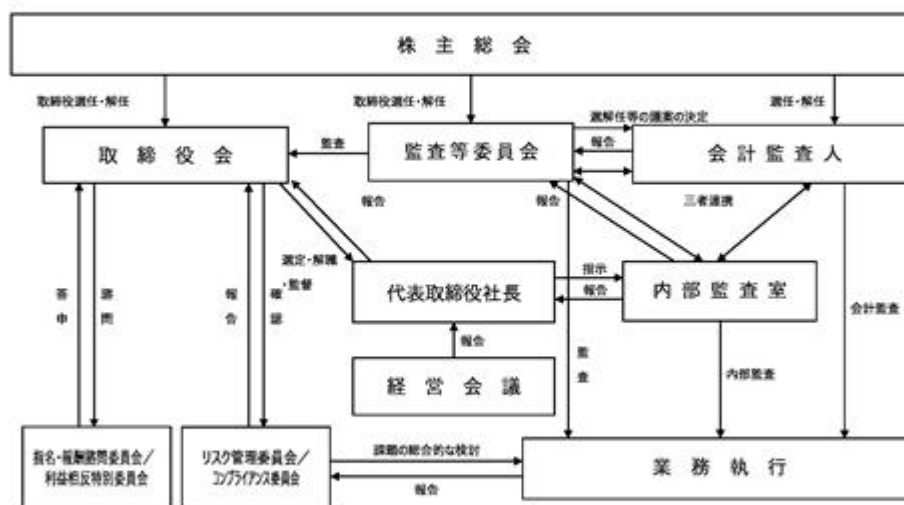 株主総会
取締役選任・解任
取締役選任・解任
選任・解任
選解任等の議案の決定
取締役会
監査
監査等委員会
報告
会計監査人
報告
報告
三者連携
選定・解職
・監督
代表取締役社長
指示
報告
内部監査室
答申
諮問
報告
確認
会計監査
報告
経営会議
監査
内部監査
指名・報酬諮問委員会/
利益相反特別委員会
リスク管理委員会/
コンプライアンス委員会
課題の総合的な検討
報告
業務執行